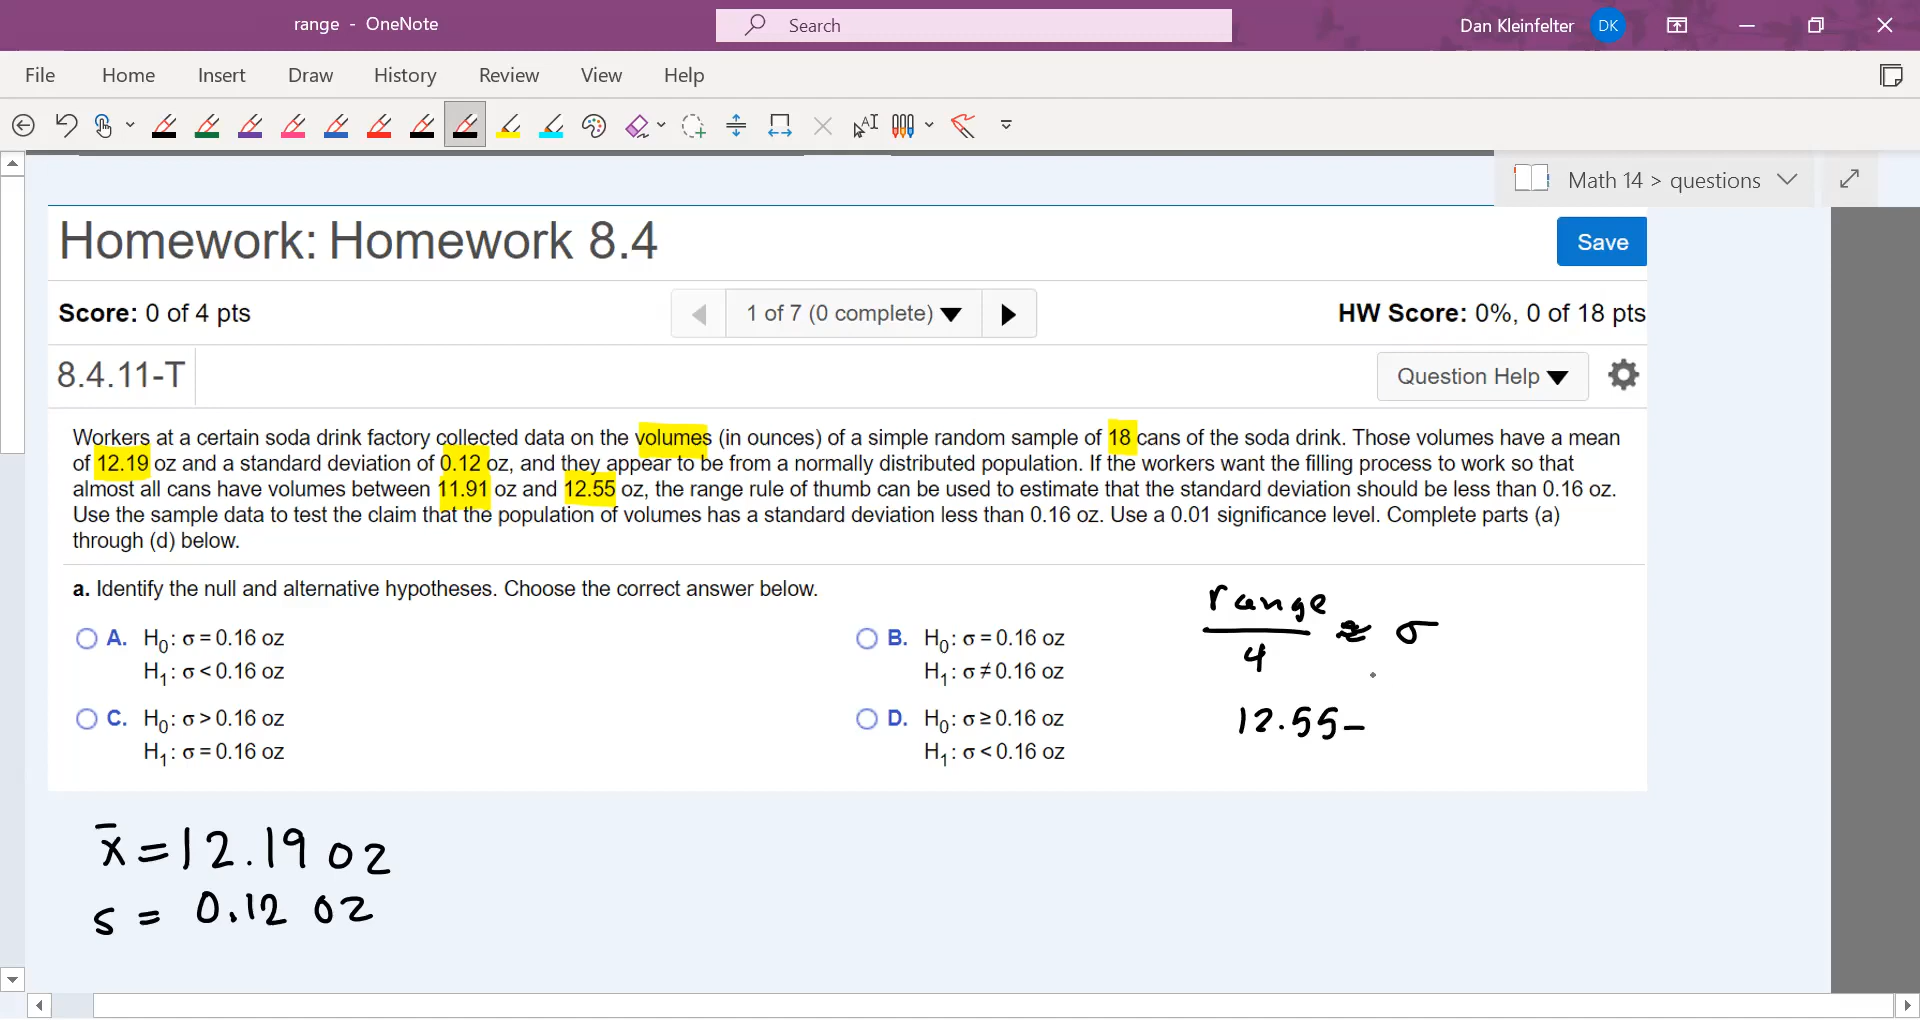 range - OneNote
Search
Dan Kleinfelter
DK
File Home Insert Draw History Review View Help
Math 14 > questions
Homework: Homework 8.4
Save
Score: 0 of 4 pts
1 of 7 (0 complete)
HW Score: 0%, 0 of 18 pts
8.4.11-T
Question Help
Workers at a certain soda drink factory collected data on the volumes (in ounces) of a simple random sample of 18 cans of the soda drink. Those volumes have a mean
of 12.19 oz and a standard deviation of 0.12 oz, and they appear to be from a normally distributed population. If the workers want the filling process to work so that
almost all cans have volumes between 11.91 oz and 12.55 oz, the range rule of thumb can be used to estimate that the standard deviation should be less than 0.16 oz.
Use the sample data to test the claim that the population of volumes has a standard deviation less than 0.16 oz. Use a 0.01 significance level. Complete parts (a)
through (d) below.
a. Identify the null and alternative hypotheses. Choose the correct answer below.
A. H0: σ = 0.16 oz
H1: σ < 0.16 oz
B. H0: σ = 0.16 oz
H1: σ ≠ 0.16 oz
C. H0: σ > 0.16 oz
H1: σ = 0.16 oz
D. H0: σ ≥ 0.16 oz
H1: σ < 0.16 oz
range
4
≈ σ
12.55 –
x̄ = 12.19 oz
s = 0.12 oz